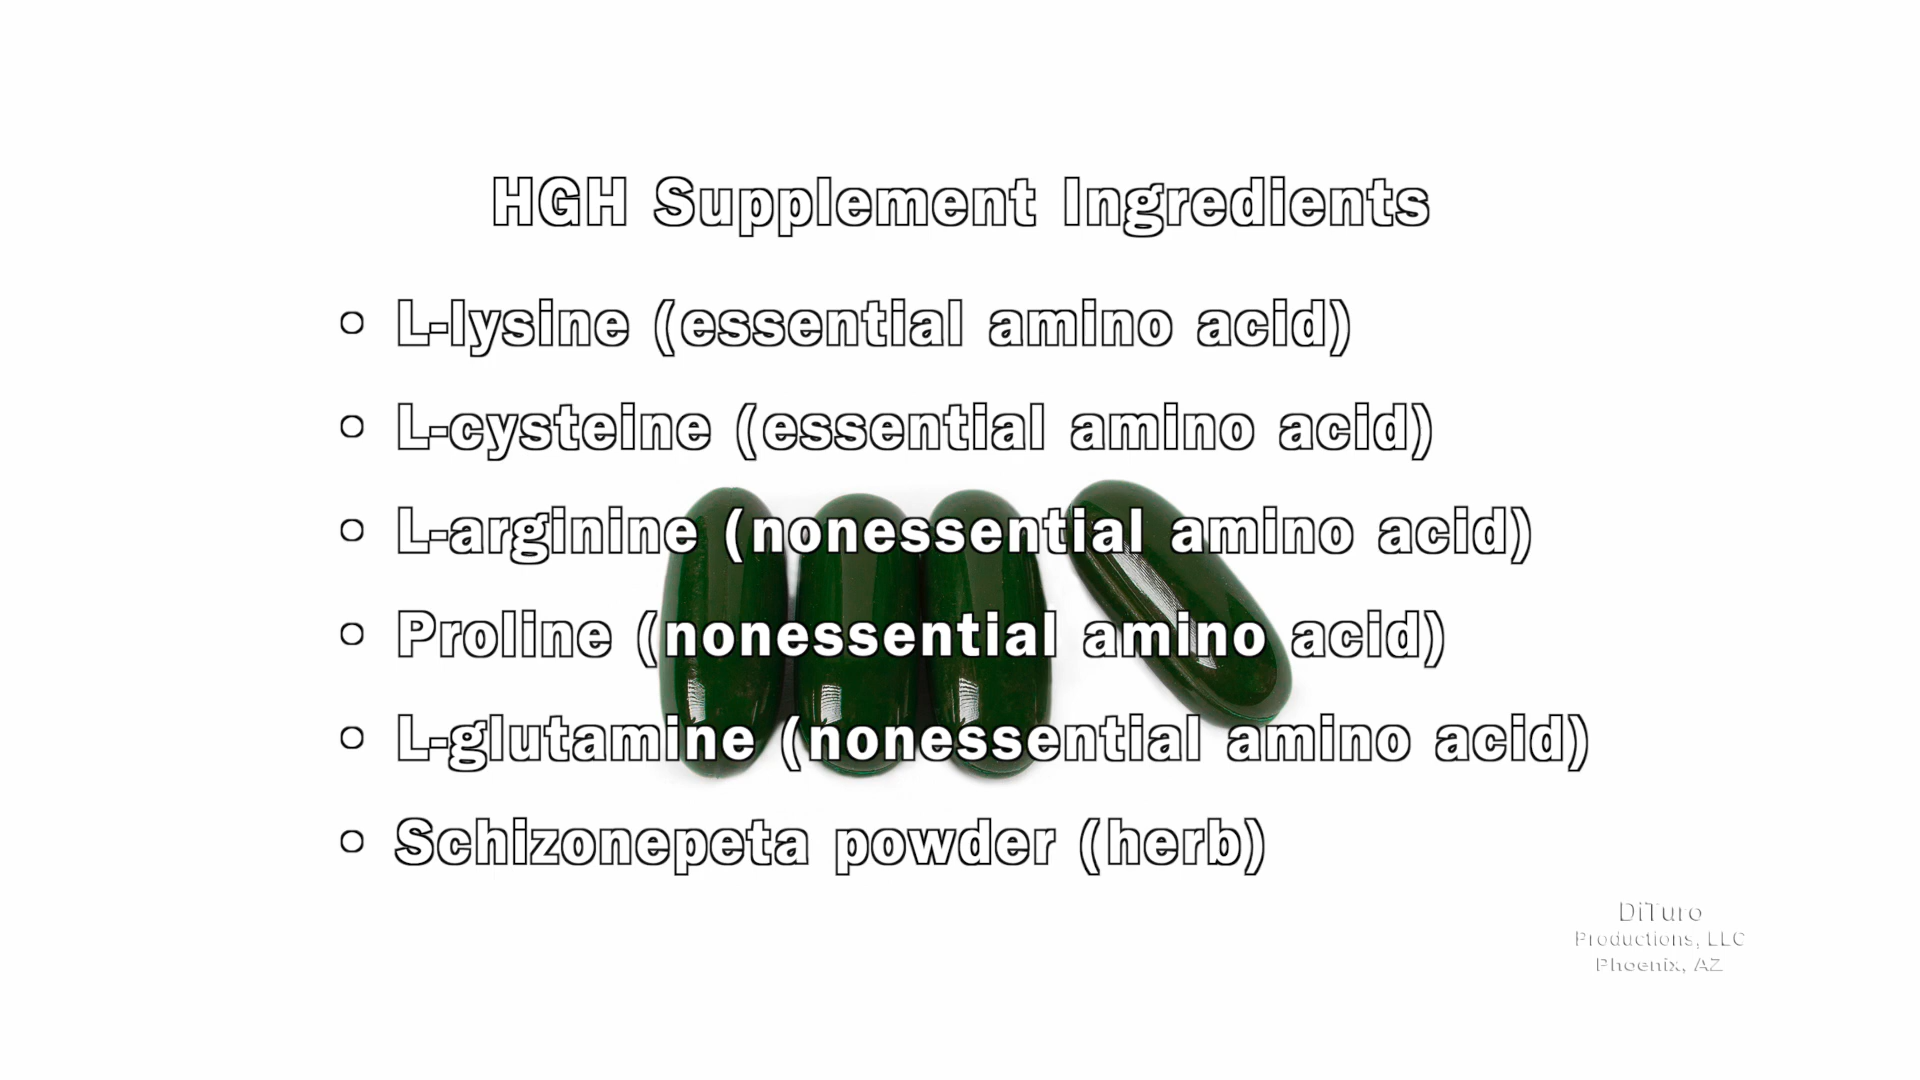 HGH Supplement Ingredients
○ L-lysine (essential amino acid)
○ L-cysteine (essential amino acid)
○ L-arginine (nonessential amino acid)
○ Proline (nonessential amino acid)
○ L-glutamine (nonessential amino acid)
○ Schizonepeta powder (herb)
DiTuro
Productions, LLC
Phoenix, AZ